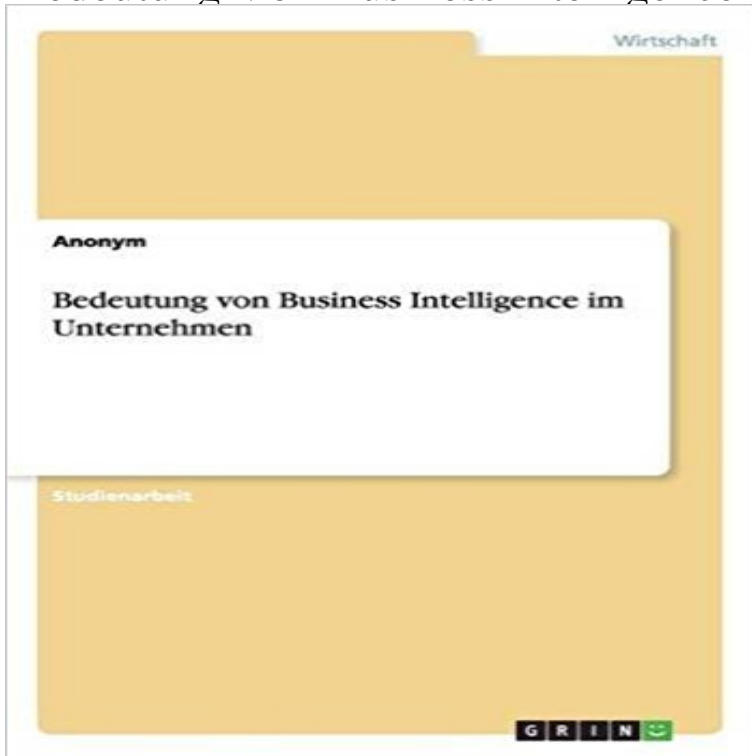 Wirtschaft
Anonym
Bedeutung von Business Intelligence im
Unternehmen
Studienarbeit
GRIN